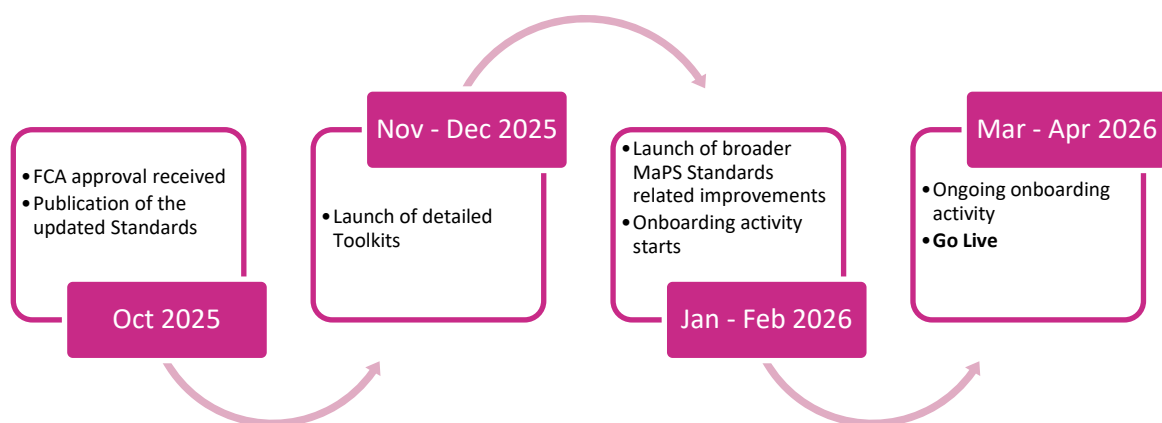 • FCA approval received
• Publication of the
updated Standards
Oct 2025
Nov - Dec 2025
• Launch of detailed
Toolkits
• Launch of broader
MaPS Standards
related improvements
• Onboarding activity
starts
Jan - Feb 2026
Mar - Apr 2026
• Ongoing onboarding
activity
• Go Live